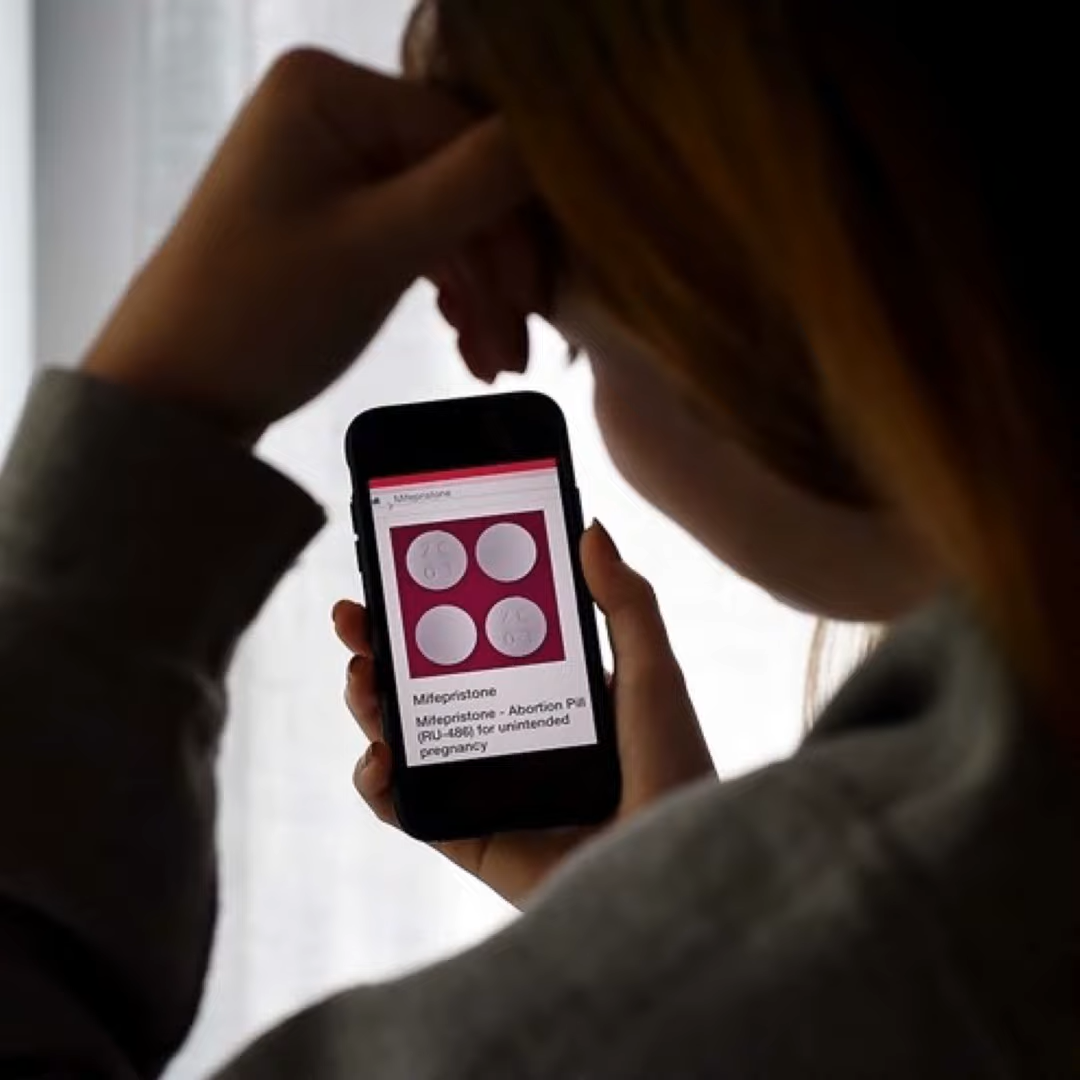 Mifepristone
Mifepristone
Mifepristone - Abortion Pill
(RU-486) for unintended
pregnancy